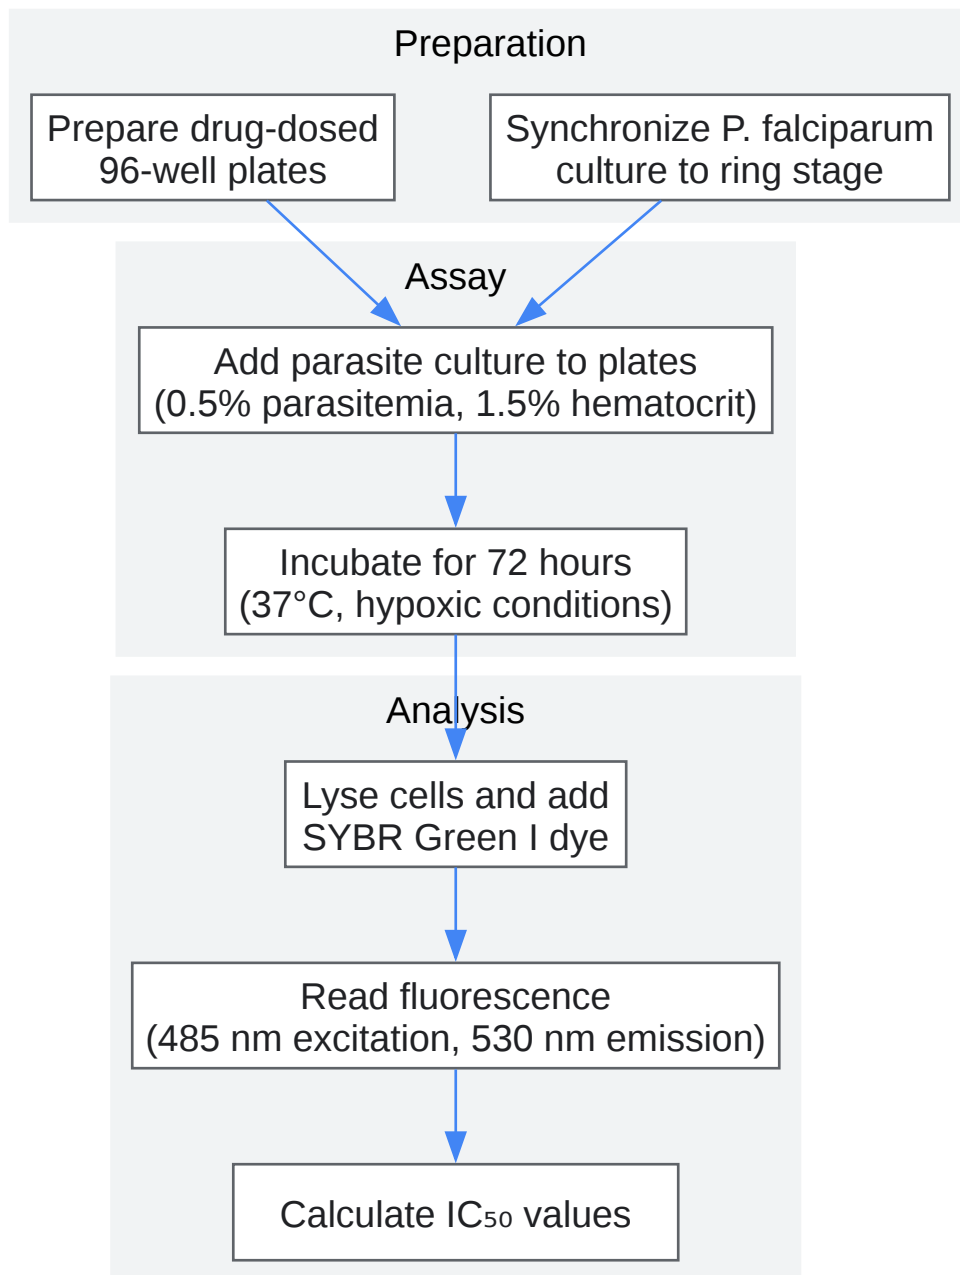 Preparation
Prepare drug-dosed
96-well plates
Synchronize P. falciparum
culture to ring stage
Assay
Add parasite culture to plates
(0.5% parasitemia, 1.5% hematocrit)
Incubate for 72 hours
(37°C, hypoxic conditions)
Analysis
Lyse cells and add
SYBR Green I dye
Read fluorescence
(485 nm excitation, 530 nm emission)
Calculate IC₅₀ values